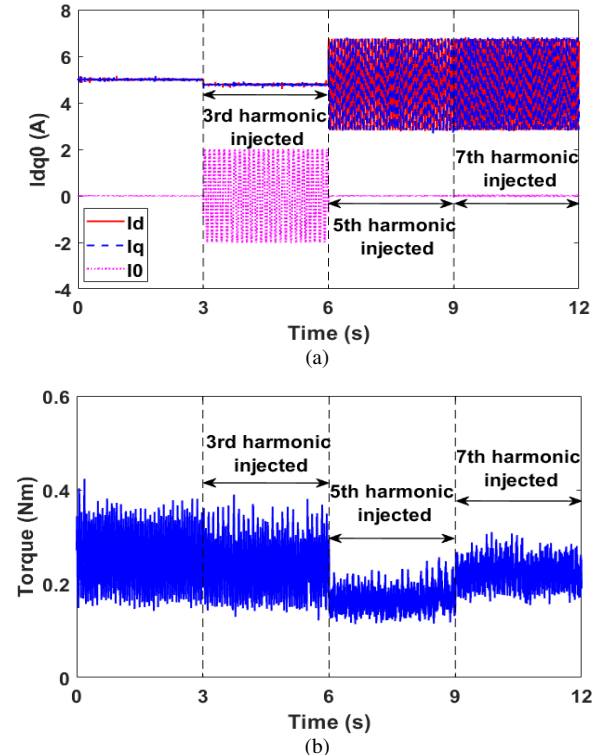 8
6
4
2
0
-2
-4
Idq0 (A)
3rd harmonic
injected
7th harmonic
injected
5th harmonic
injected
Id
Iq
I0
0 3 6 9 12
Time (s)
(a)
0.6
0.4
0.2
0
Torque (Nm)
3rd harmonic
injected
5th harmonic
injected
7th harmonic
injected
0 3 6 9 12
Time (s)
(b)